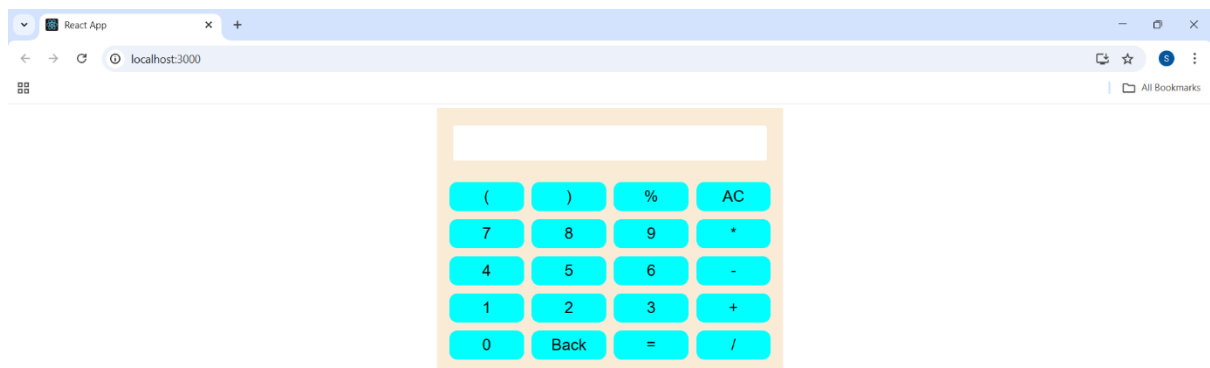 React App
localhost:3000
S
All Bookmarks
( ) % AC
7 8 9 *
4 5 6 -
1 2 3 +
0 Back = /